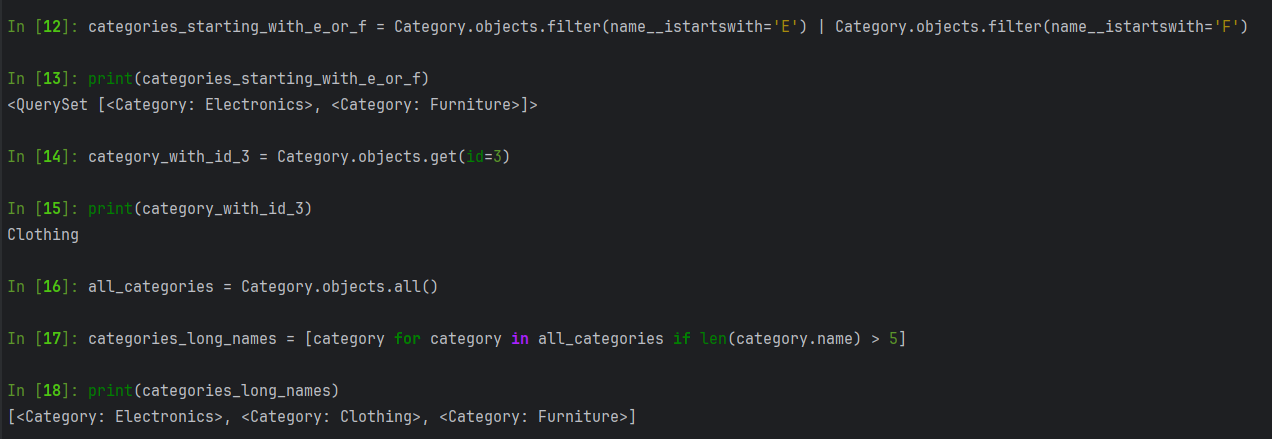 In [12]: categories_starting_with_e_or_f = Category.objects.filter(name__istartswith='E') | Category.objects.filter(name__istartswith='F')
In [13]: print(categories_starting_with_e_or_f)
<QuerySet [<Category: Electronics>, <Category: Furniture>]>
In [14]: category_with_id_3 = Category.objects.get(id=3)
In [15]: print(category_with_id_3)
Clothing
In [16]: all_categories = Category.objects.all()
In [17]: categories_long_names = [category for category in all_categories if len(category.name) > 5]
In [18]: print(categories_long_names)
[<Category: Electronics>, <Category: Clothing>, <Category: Furniture>]